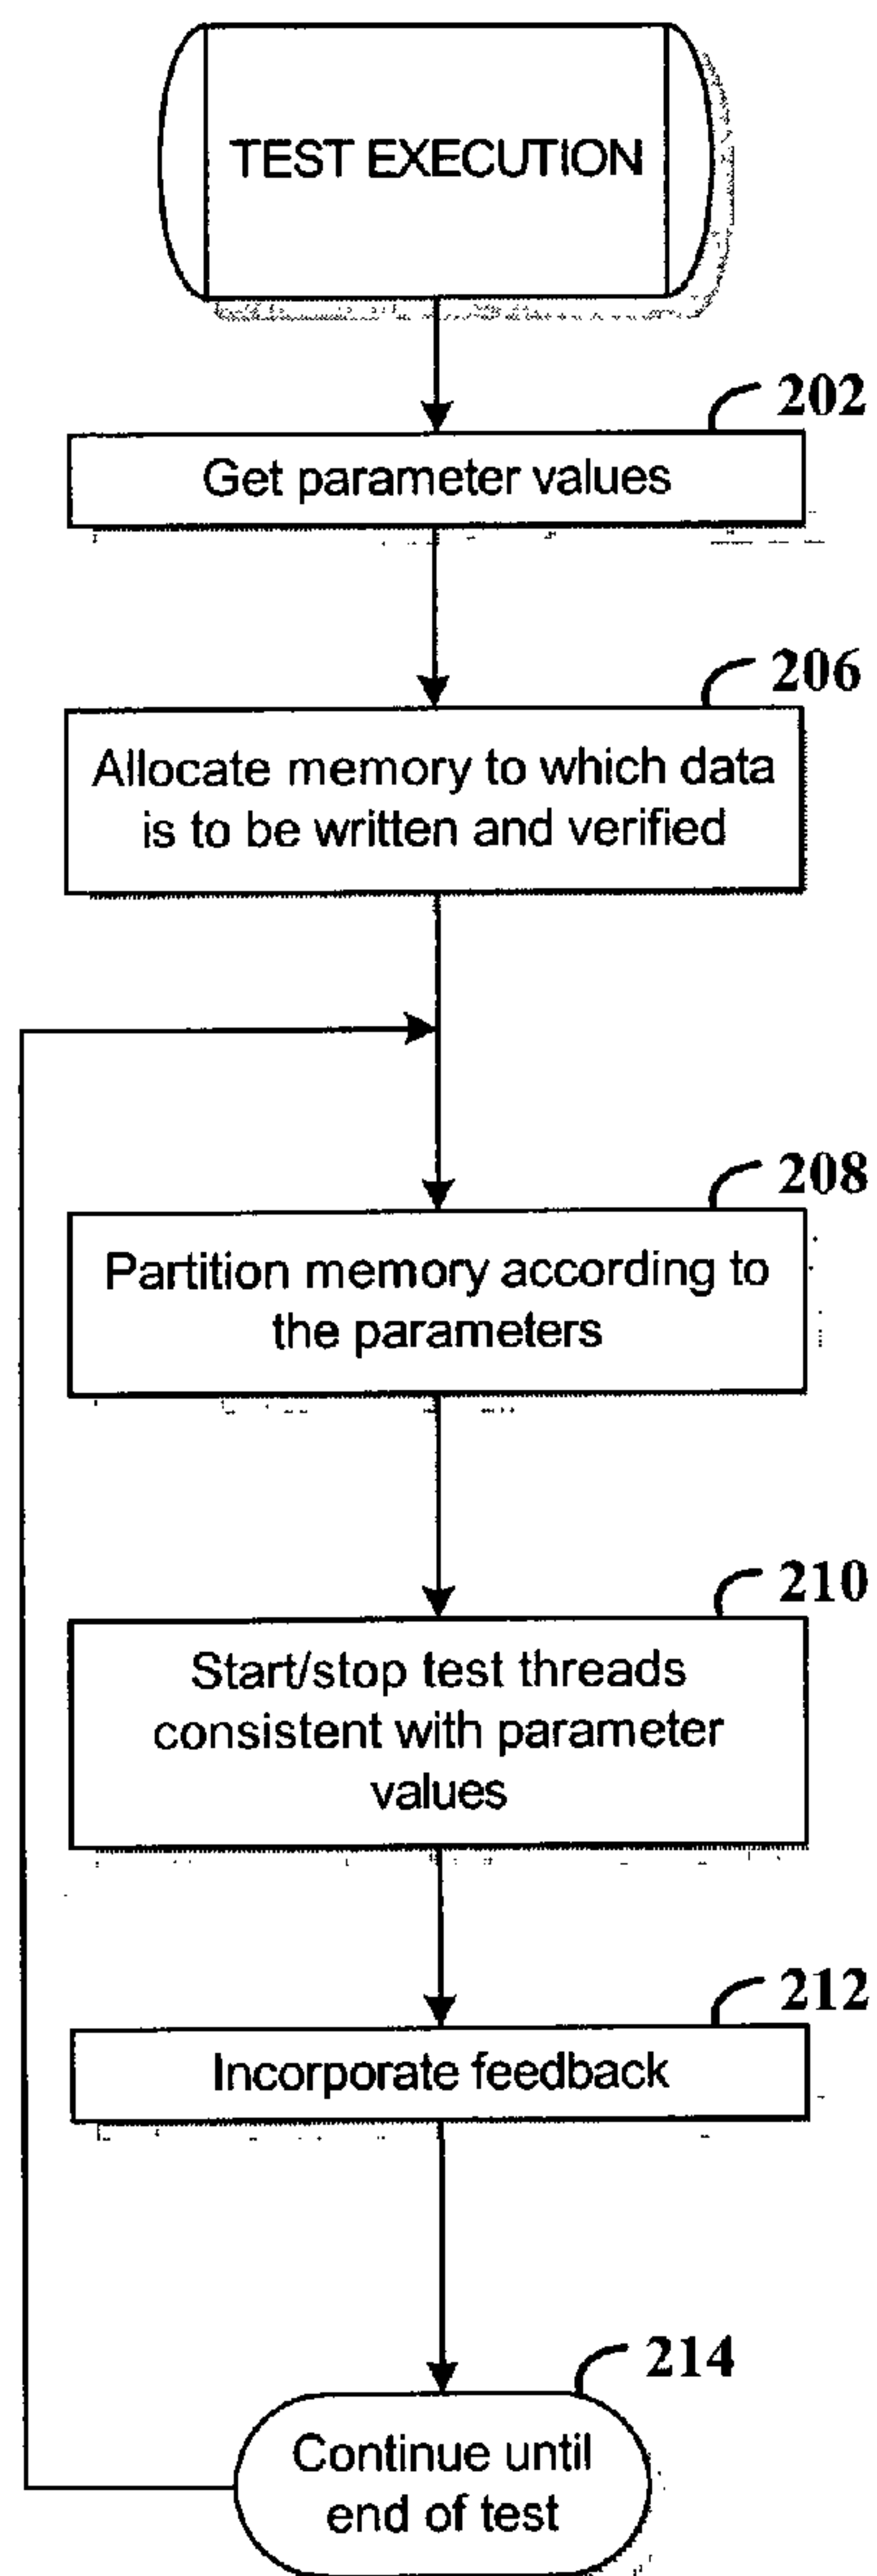 TEST EXECUTION
202
Get parameter values
206
Allocate memory to which data
is to be written and verified
208
Partition memory according to
the parameters
210
Start/stop test threads
consistent with parameter
values
212
Incorporate feedback
214
Continue until
end of test